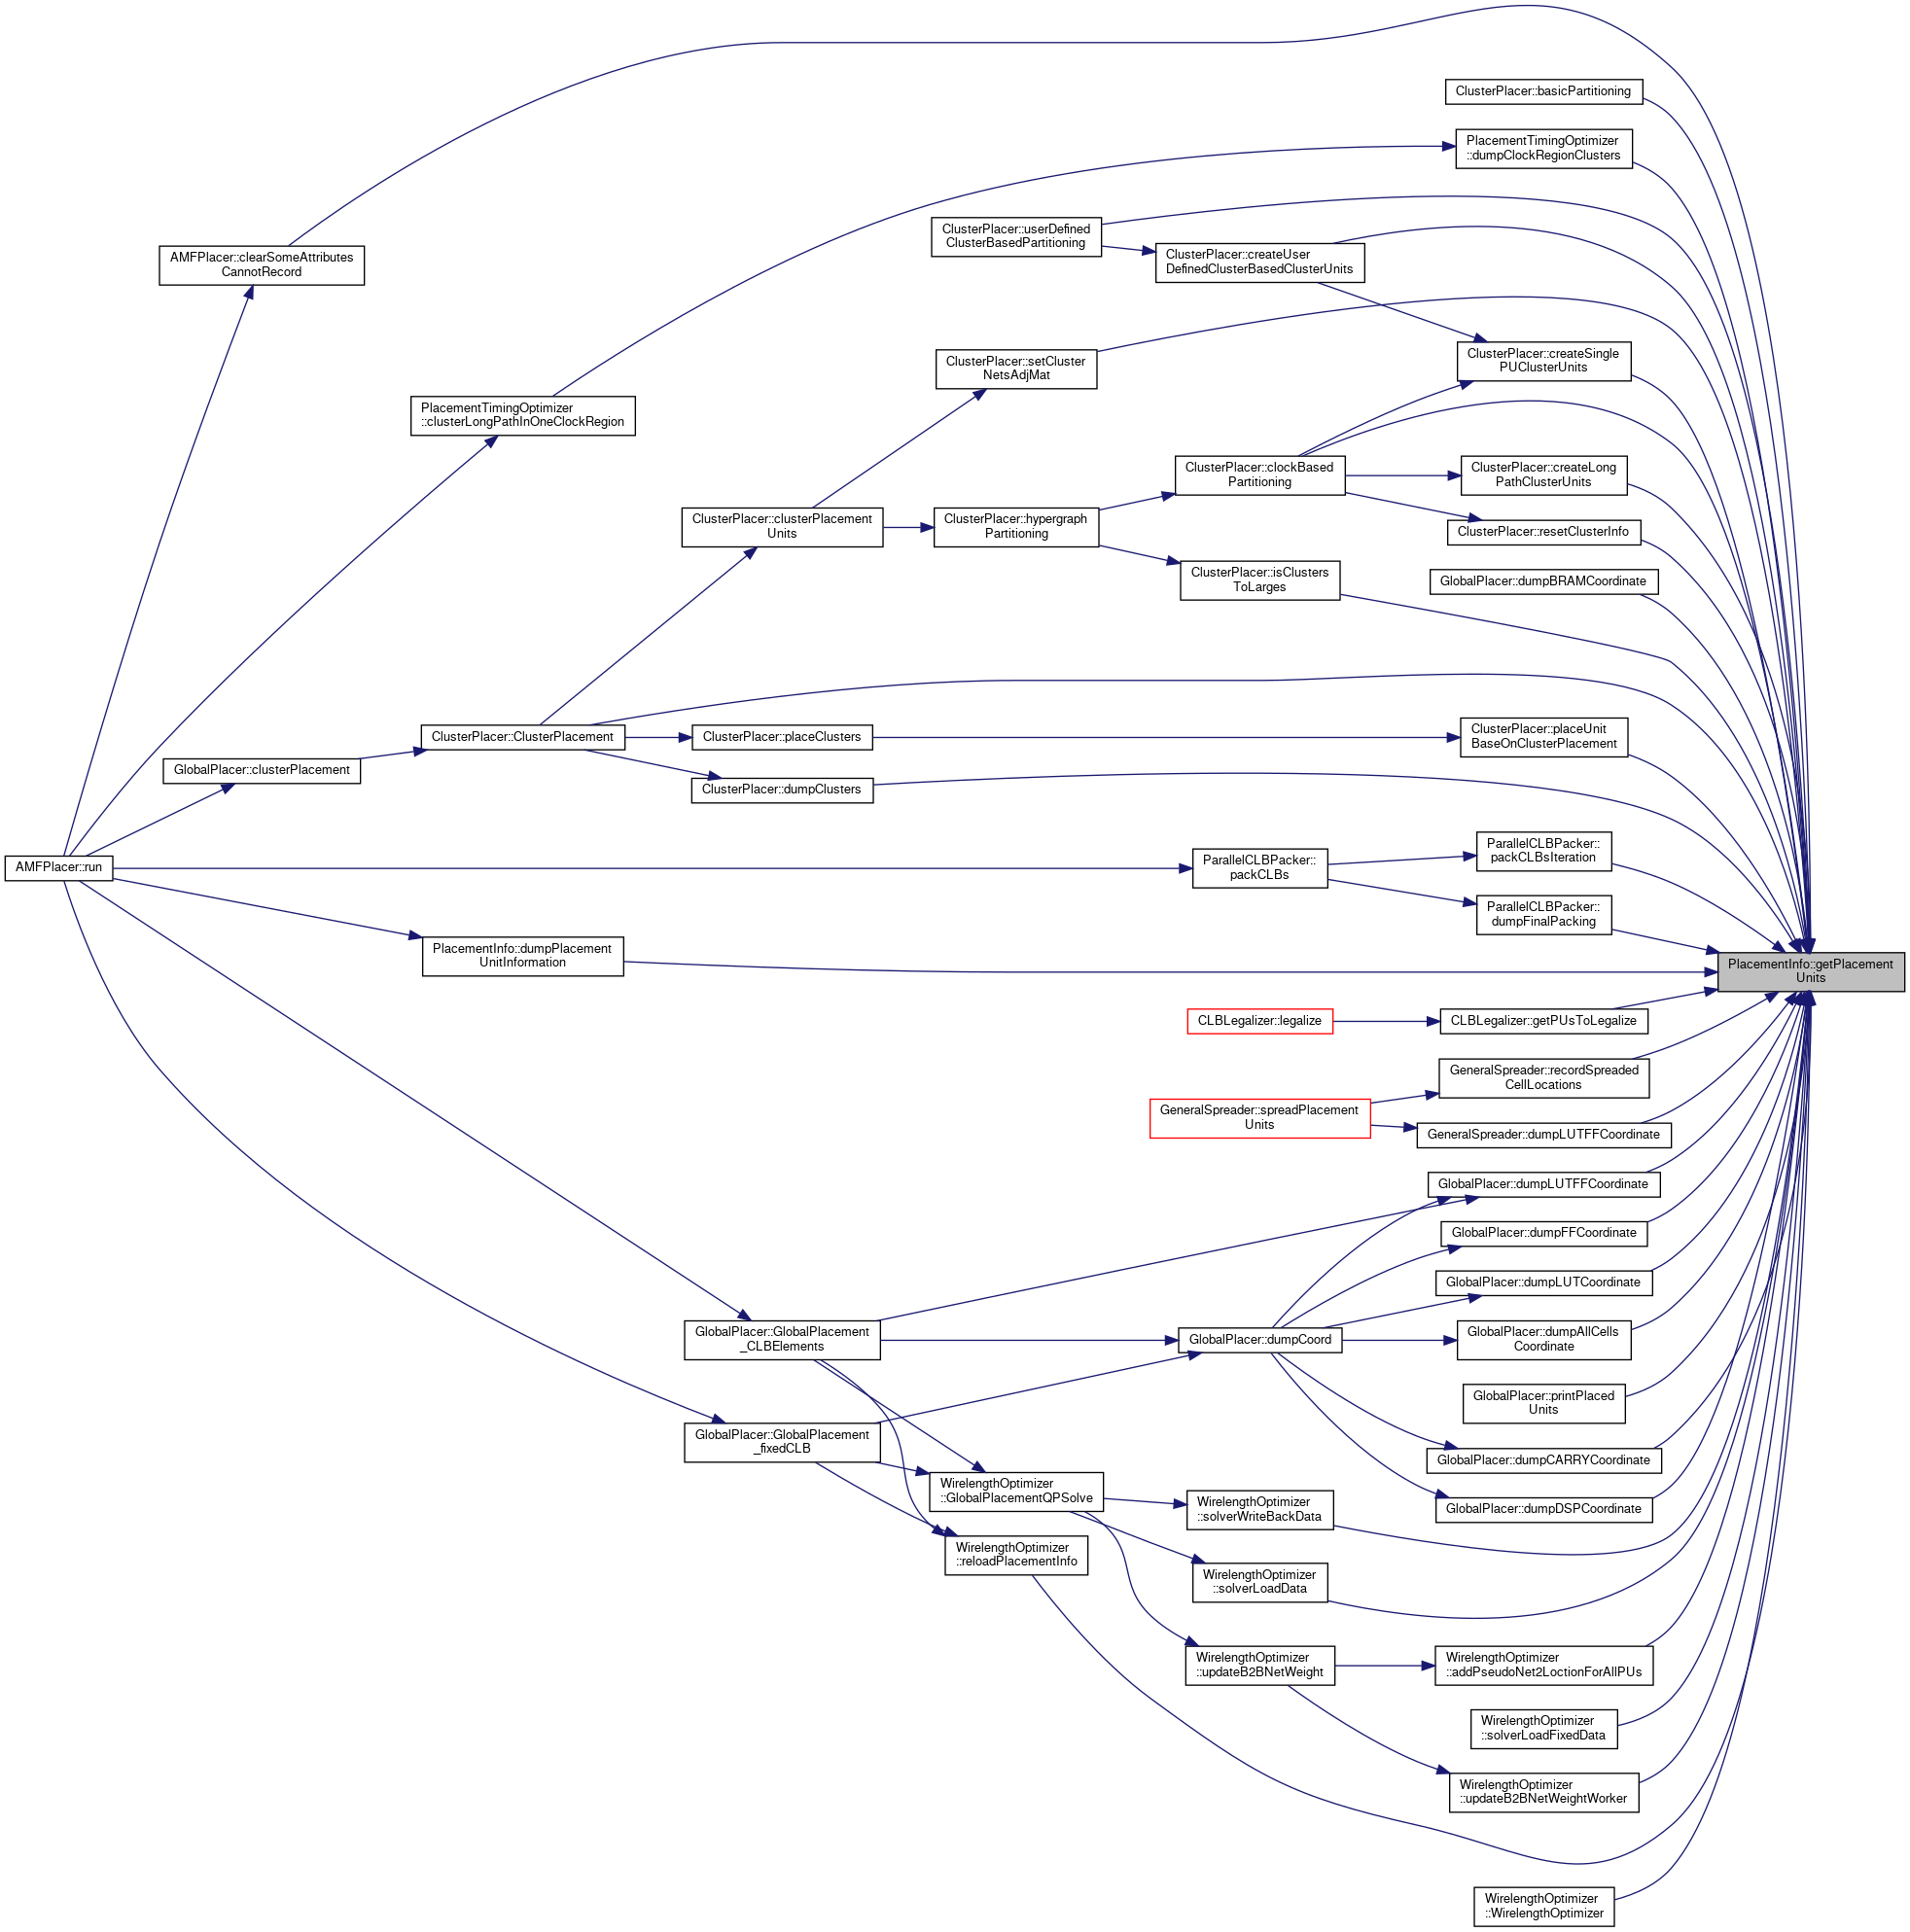 ClusterPlacer::basicPartitioning
PlacementTimingOptimizer
::dumpClockRegionClusters
ClusterPlacer::userDefined
ClusterBasedPartitioning
ClusterPlacer::createUser
DefinedClusterBasedClusterUnits
AMFPlacer::clearSomeAttributes
CannotRecord
ClusterPlacer::setCluster
NetsAdjMat
ClusterPlacer::createSingle
PUClusterUnits
PlacementTimingOptimizer
::clusterLongPathInOneClockRegion
ClusterPlacer::clockBased
Partitioning
ClusterPlacer::createLong
PathClusterUnits
ClusterPlacer::clusterPlacement
Units
ClusterPlacer::hypergraph
Partitioning
ClusterPlacer::resetClusterInfo
ClusterPlacer::isClusters
ToLarges
GlobalPlacer::dumpBRAMCoordinate
ClusterPlacer::ClusterPlacement
ClusterPlacer::placeClusters
ClusterPlacer::placeUnit
BaseOnClusterPlacement
GlobalPlacer::clusterPlacement
ClusterPlacer::dumpClusters
AMFPlacer::run
ParallelCLBPacker::
packCLBs
ParallelCLBPacker::
packCLBsIteration
ParallelCLBPacker::
dumpFinalPacking
PlacementInfo::dumpPlacement
UnitInformation
PlacementInfo::getPlacement
Units
CLBLegalizer::legalize
CLBLegalizer::getPUsToLegalize
GeneralSpreader::recordSpreaded
CellLocations
GeneralSpreader::spreadPlacement
Units
GeneralSpreader::dumpLUTFFCoordinate
GlobalPlacer::dumpLUTFFCoordinate
GlobalPlacer::dumpFFCoordinate
GlobalPlacer::dumpLUTCoordinate
GlobalPlacer::GlobalPlacement
_CLBElements
GlobalPlacer::dumpCoord
GlobalPlacer::dumpAllCells
Coordinate
GlobalPlacer::printPlaced
Units
GlobalPlacer::GlobalPlacement
_fixedCLB
GlobalPlacer::dumpCARRYCoordinate
WirelengthOptimizer
::GlobalPlacementQPSolve
WirelengthOptimizer
::solverWriteBackData
GlobalPlacer::dumpDSPCoordinate
WirelengthOptimizer
::reloadPlacementInfo
WirelengthOptimizer
::solverLoadData
WirelengthOptimizer
::updateB2BNetWeight
WirelengthOptimizer
::addPseudoNet2LoctionForAllPUs
WirelengthOptimizer
::solverLoadFixedData
WirelengthOptimizer
::updateB2BNetWeightWorker
WirelengthOptimizer
::WirelengthOptimizer